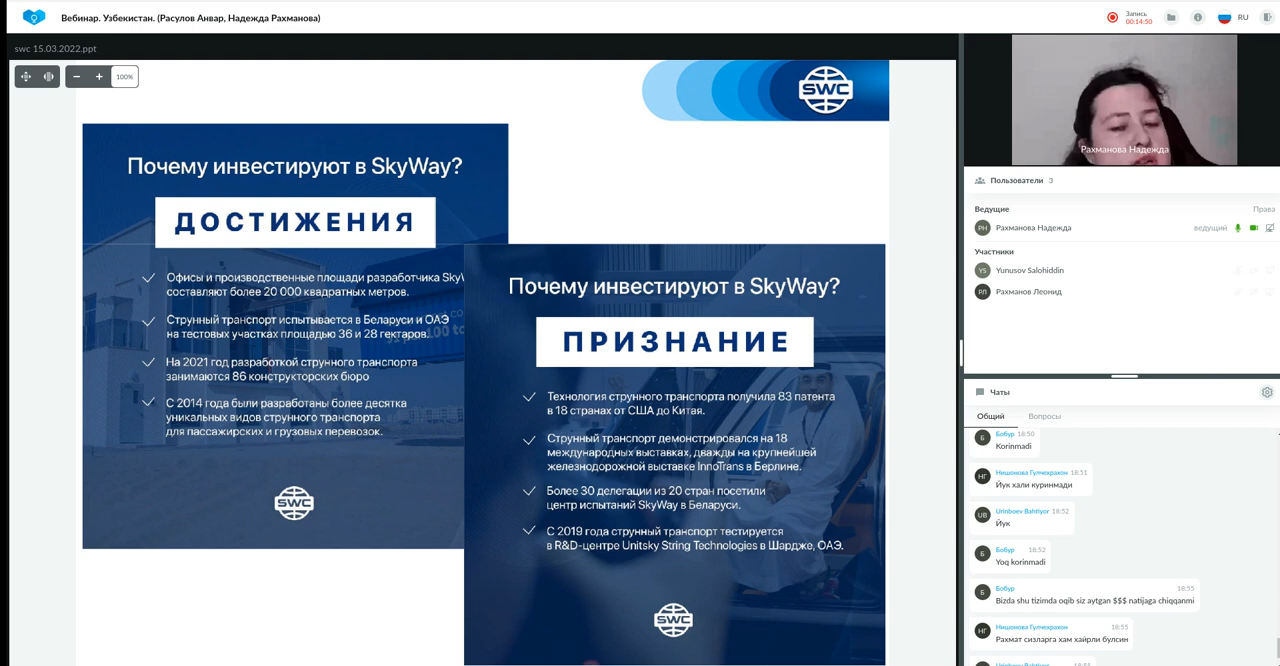 Вебинар. Узбекистан. (Расулов Анвар, Надежда Рахманова)
Запись
00:14:50
RU
swc 15.03.2022.ppt
100%
SWC
Почему инвестируют в SkyWay?
ДОСТИЖЕНИЯ
Офисы и производственные площади разработчика
составляют более 20 000 квадратных метров.
Струнный транспорт испытывается в Беларуси и ОАЭ
на тестовых участках площадью 36 и 28 гектаров.
На 2021 год разработкой струнного транспорта
занимаются 86 конструкторских бюро
С 2014 года были разработаны более десятка
уникальных видов струнного транспорта
для пассажирских и грузовых перевозок.
SWC
Почему инвестируют в SkyWay?
ПРИЗНАНИЕ
Технология струнного транспорта получила 83 патента
в 18 странах от США до Китая.
Струнный транспорт демонстрировался на 18
международных выставках, дважды на крупнейшей
железнодорожной выставке InnoTrans в Берлине.
Более 30 делегации из 20 стран посетили
центр испытаний SkyWay в Беларуси.
С 2019 года струнный транспорт тестируется
в R&D-центре Unitsky String Technologies в Шардже, ОАЭ.
SWC
Рахманова Надежда
Пользователи 3
Ведущие Права
РН Рахманова Надежда ведущий
Участники
YS Yunusov Salohiddin
РЛ Рахманов Леонид
Чаты
Общий Вопросы
Б Бобур 18:50
Korinmadi
НГ Нишонова Гулчехрахон 18:51
Йук хали куринмади
UB Urinboev Bahtiyor 18:52
Йук
Б Бобур 18:52
Yoq korinmadi
Б Бобур 18:55
Bizda shu tizimda oqib siz aytgan $$$ natijaga chiqqanmi
НГ Нишонова Гулчехрахон 18:55
Рахмат сизларга хам хайрли булсин
Urinboev Bahtiyor 18:55